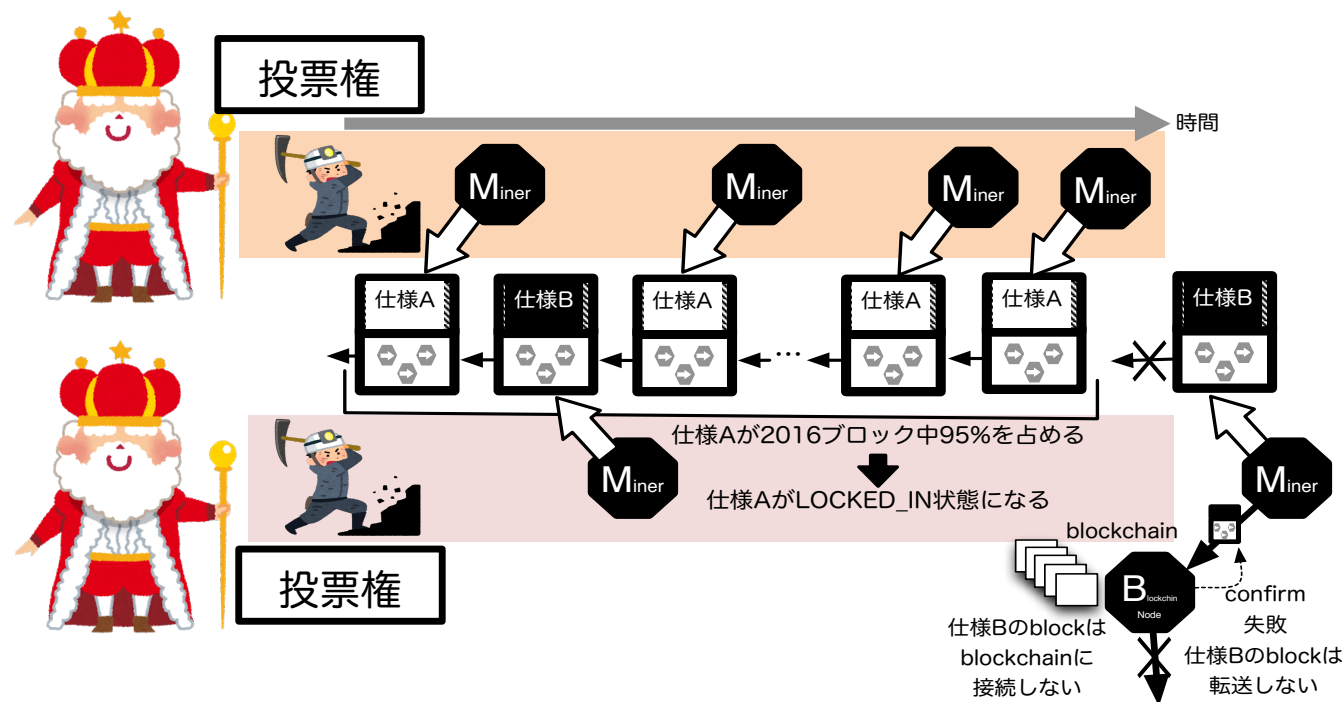 投票権
時間
Miner
Miner
Miner
Miner
仕様A
仕様B
仕様A
仕様A
仕様A
仕様B
...
仕様Aが2016ブロック中95%を占める
仕様AがLOCKED_IN状態になる
Miner
Miner
投票権
blockchain
Blockchin
Node
confirm
失敗
仕様Bのblockは
blockchainに
接続しない
仕様Bのblockは
転送しない